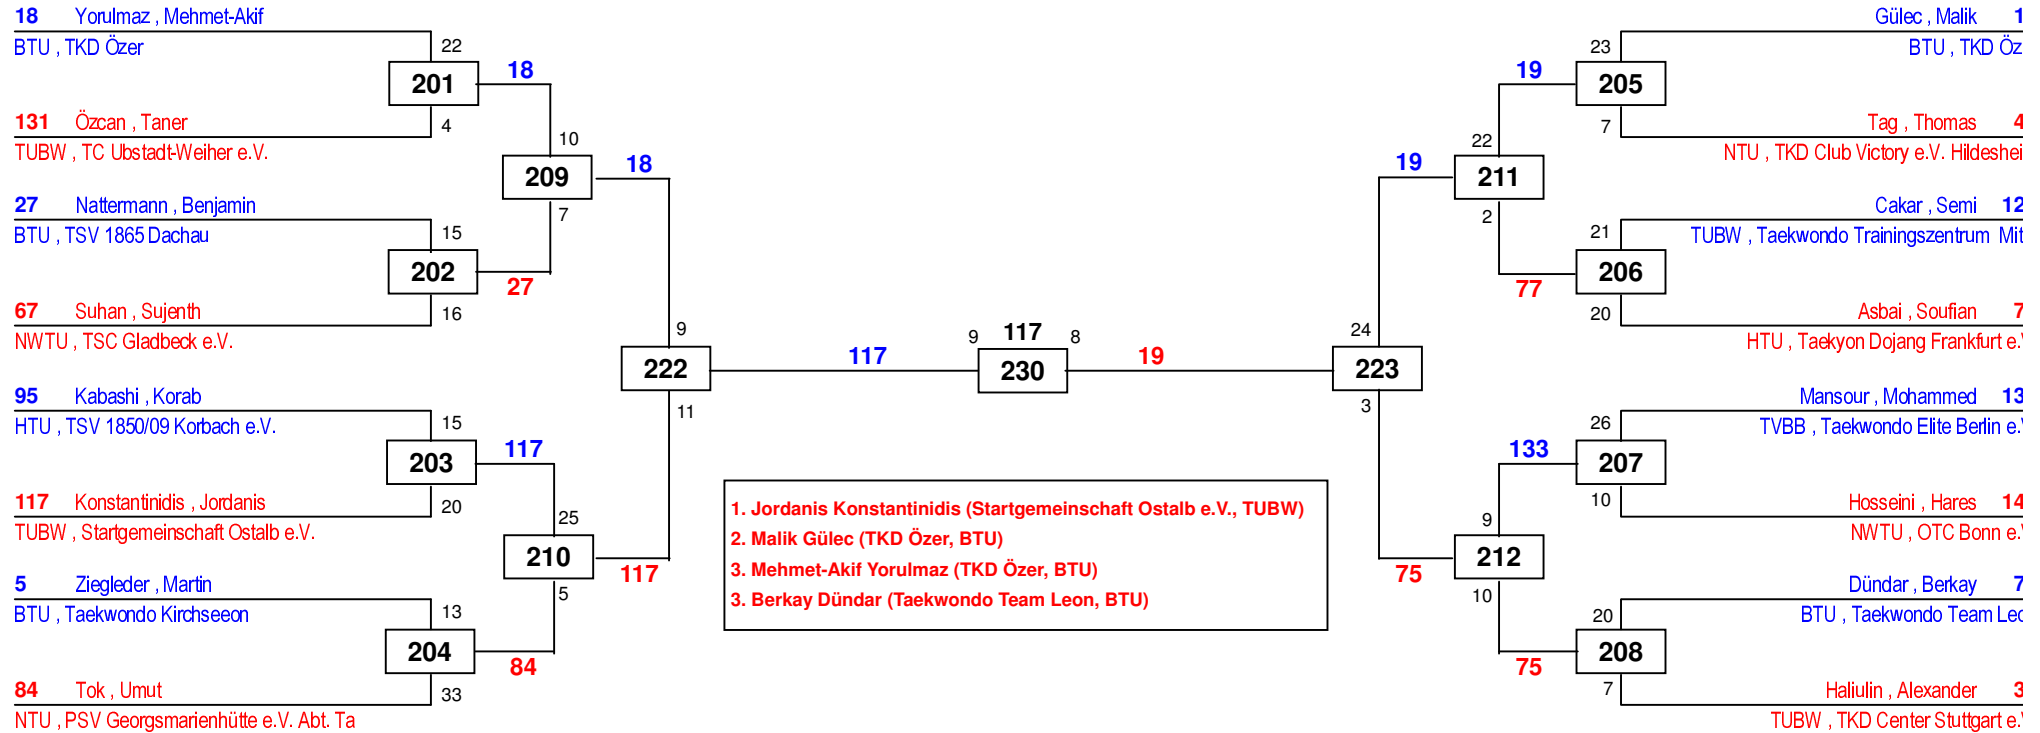 18 Yorulmaz , Mehmet-Akif
BTU , TKD Özer
22
201
18
131 Özcan , Taner
4
TUBW , TC Ubstadt-Weiher e.V.
10
209
18
7
27 Nattermann , Benjamin
BTU , TSV 1865 Dachau
15
202
27
67 Suhan , Sujenth
16
NWTU , TSC Gladbeck e.V.
9
222
117
11
95 Kabashi , Korab
HTU , TSV 1850/09 Korbach e.V.
15
203
117
117 Konstantinidis , Jordanis
20
TUBW , Startgemeinschaft Ostalb e.V.
25
210
117
5
5 Ziegleder , Martin
BTU , Taekwondo Kirchseeon
13
204
84
84 Tok , Umut
33
NTU , PSV Georgsmarienhütte e.V. Abt. Ta
9 117 8
230
19
1. Jordanis Konstantinidis (Startgemeinschaft Ostalb e.V., TUBW)
2. Malik Gülec (TKD Özer, BTU)
3. Mehmet-Akif Yorulmaz (TKD Özer, BTU)
3. Berkay Dündar (Taekwondo Team Leon, BTU)
Gülec , Malik 1
BTU , TKD Öz
23
205
19
Tag , Thomas 4
7
NTU , TKD Club Victory e.V. Hildeshei
22
211
19
2
Cakar , Semi 12
TUBW , Taekwondo Trainingszentrum Mit
21
206
77
Asbai , Soufian 7
20
HTU , Taekyon Dojang Frankfurt e.V
24
223
3
Mansour , Mohammed 13
TVBB , Taekwondo Elite Berlin e.V
26
207
133
Hosseini , Hares 14
10
NWTU , OTC Bonn e.V
9
212
75
10
Dündar , Berkay 7
BTU , Taekwondo Team Leo
20
208
75
Haliulin , Alexander 3
7
TUBW , TKD Center Stuttgart e.V